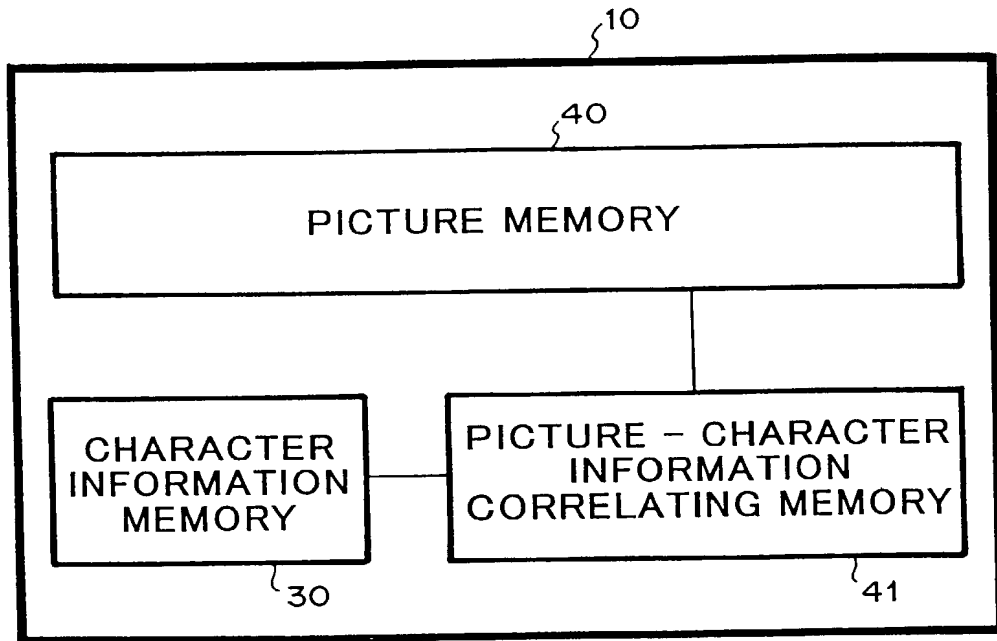 10
40
PICTURE MEMORY
CHARACTER
INFORMATION
MEMORY
30
PICTURE – CHARACTER
INFORMATION
CORRELATING MEMORY
41